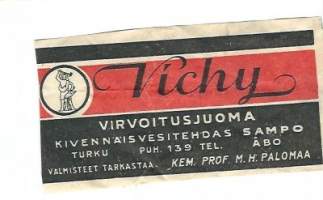 Vichy
VIRVOITUSJUOMA
KIVENNÄISVESITEHDAS SAMPO
TURKU PUH. 139 TEL. ÅBO
VALMISTEET TARKASTAA. KEM. PROF. M. H. PALOMAA